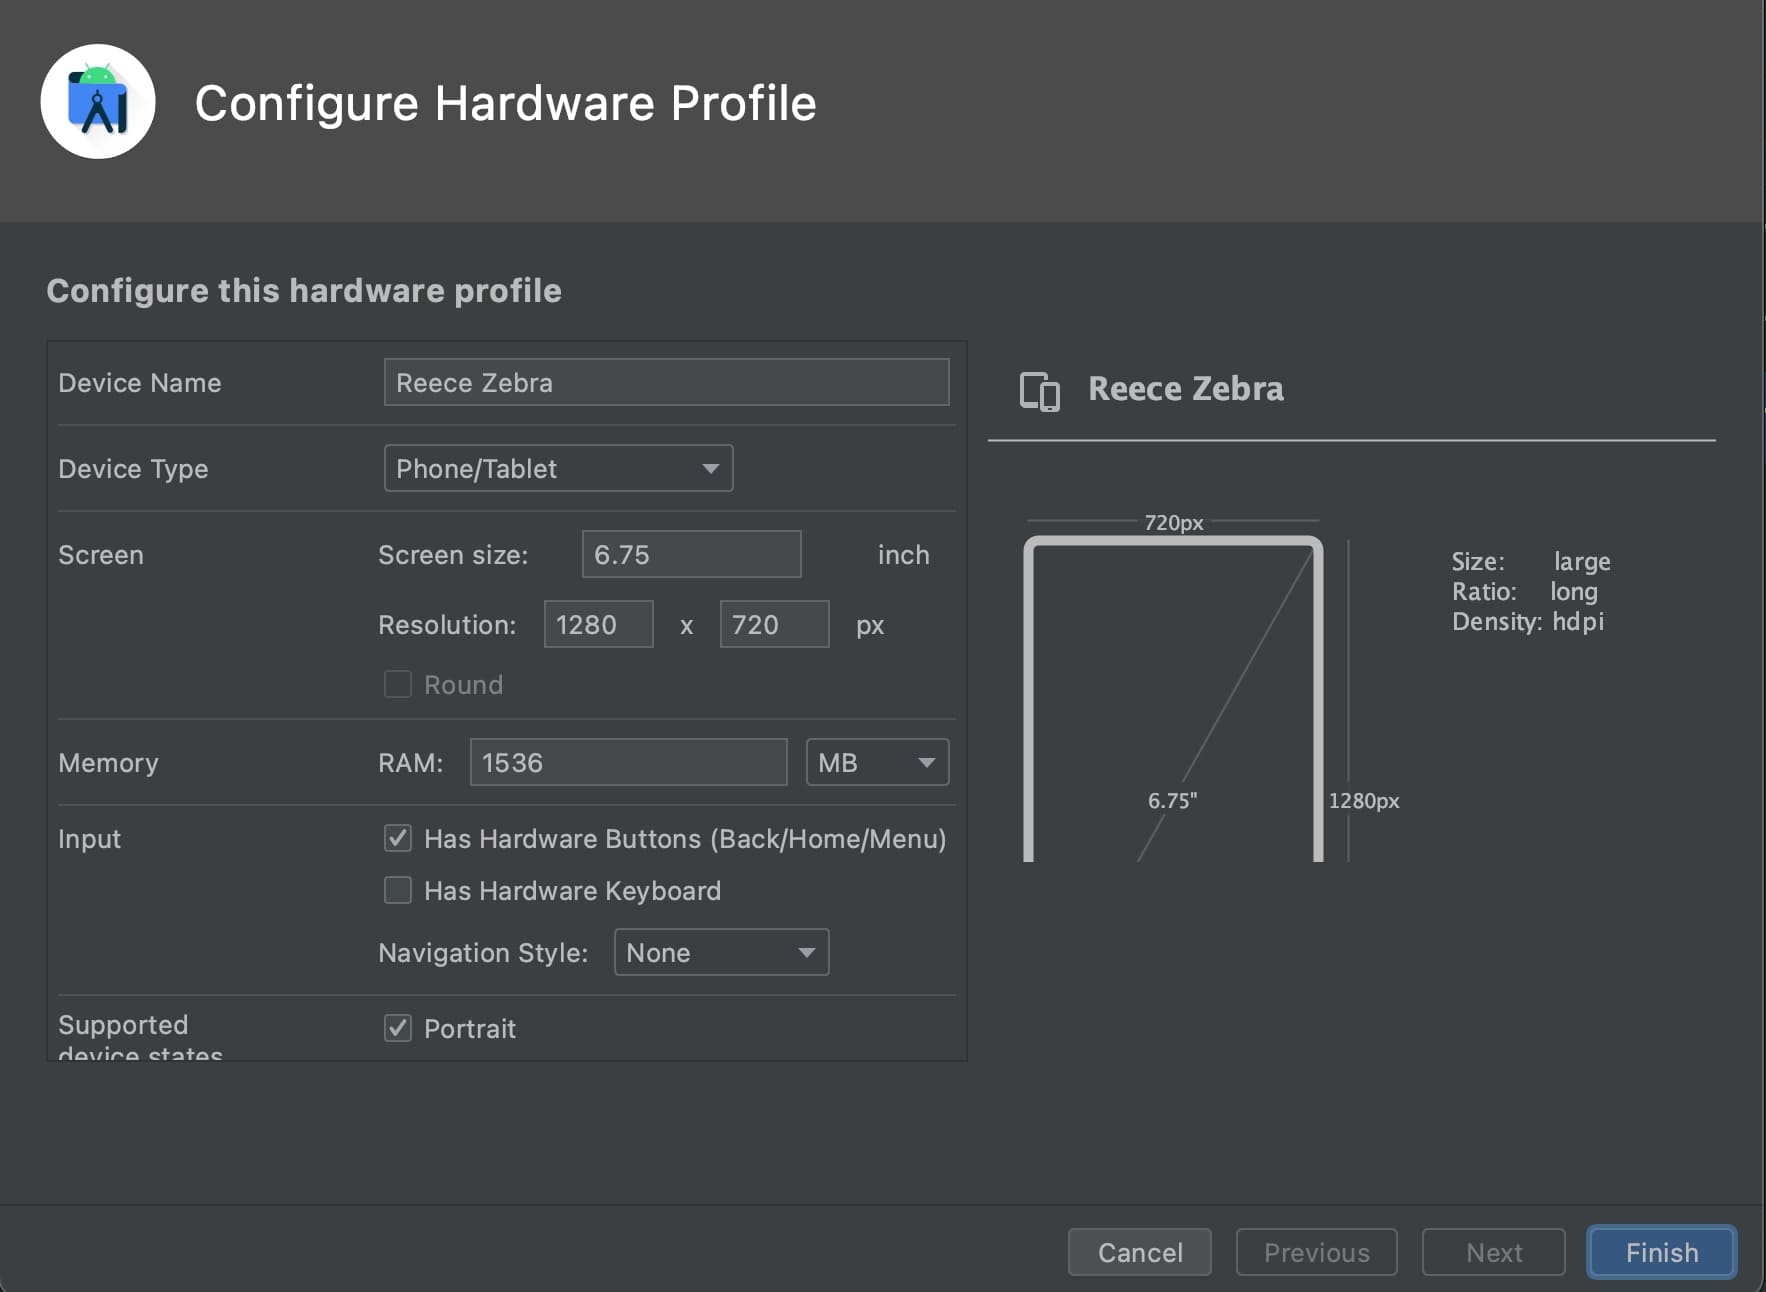 Configure Hardware Profile
Configure this hardware profile
Device Name Reece Zebra
Device Type Phone/Tablet
Screen Screen size: 6.75 inch
Resolution: 1280 x 720 px
Round
Memory RAM: 1536 MB
Input Has Hardware Buttons (Back/Home/Menu)
Has Hardware Keyboard
Navigation Style: None
Supported Portrait
device states
Reece Zebra
720px
6.75"
1280px
Size: large
Ratio: long
Density: hdpi
Cancel Previous Next Finish